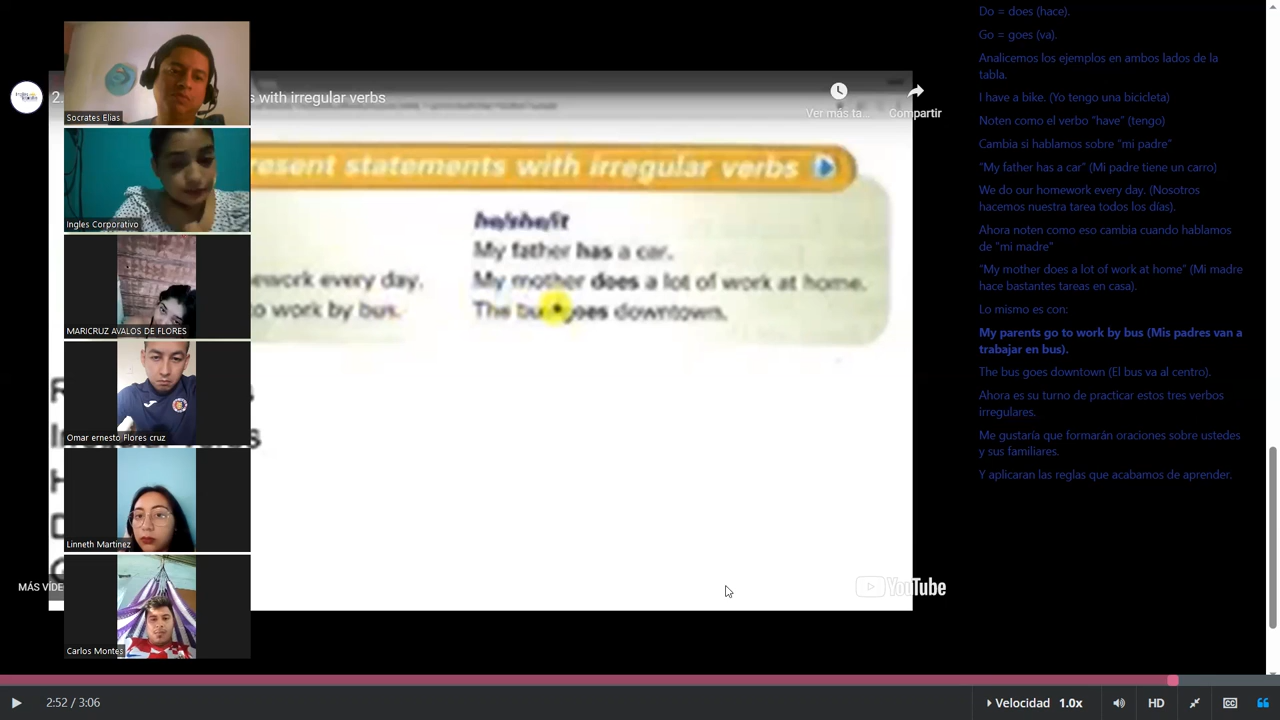 Socrates Elias
Ingles Corporativo
MARICRUZ AVALOS DE FLORES
Omar ernesto Flores cruz
Linneth Martinez
Carlos Montes
2.
s with irregular verbs
Ver más ta...
Compartir
resent statements with irregular verbs
he/she/it
My father has a car.
ework every day.
My mother does a lot of work at home.
to work by bus.
The bus goes downtown.
MÁS VÍDE
YouTube
Do = does (hace).
Go = goes (va).
Analicemos los ejemplos en ambos lados de la
tabla.
I have a bike. (Yo tengo una bicicleta)
Noten como el verbo "have" (tengo)
Cambia si hablamos sobre "mi padre"
"My father has a car" (Mi padre tiene un carro)
We do our homework every day. (Nosotros
hacemos nuestra tarea todos los días).
Ahora noten como eso cambia cuando hablamos
de "mi madre"
"My mother does a lot of work at home" (Mi madre
hace bastantes tareas en casa).
Lo mismo es con:
My parents go to work by bus (Mis padres van a
trabajar en bus).
The bus goes downtown (El bus va al centro).
Ahora es su turno de practicar estos tres verbos
irregulares.
Me gustaría que formarán oraciones sobre ustedes
y sus familiares.
Y aplicaran las reglas que acabamos de aprender.
2:52 / 3:06
Velocidad 1.0x
HD
CC